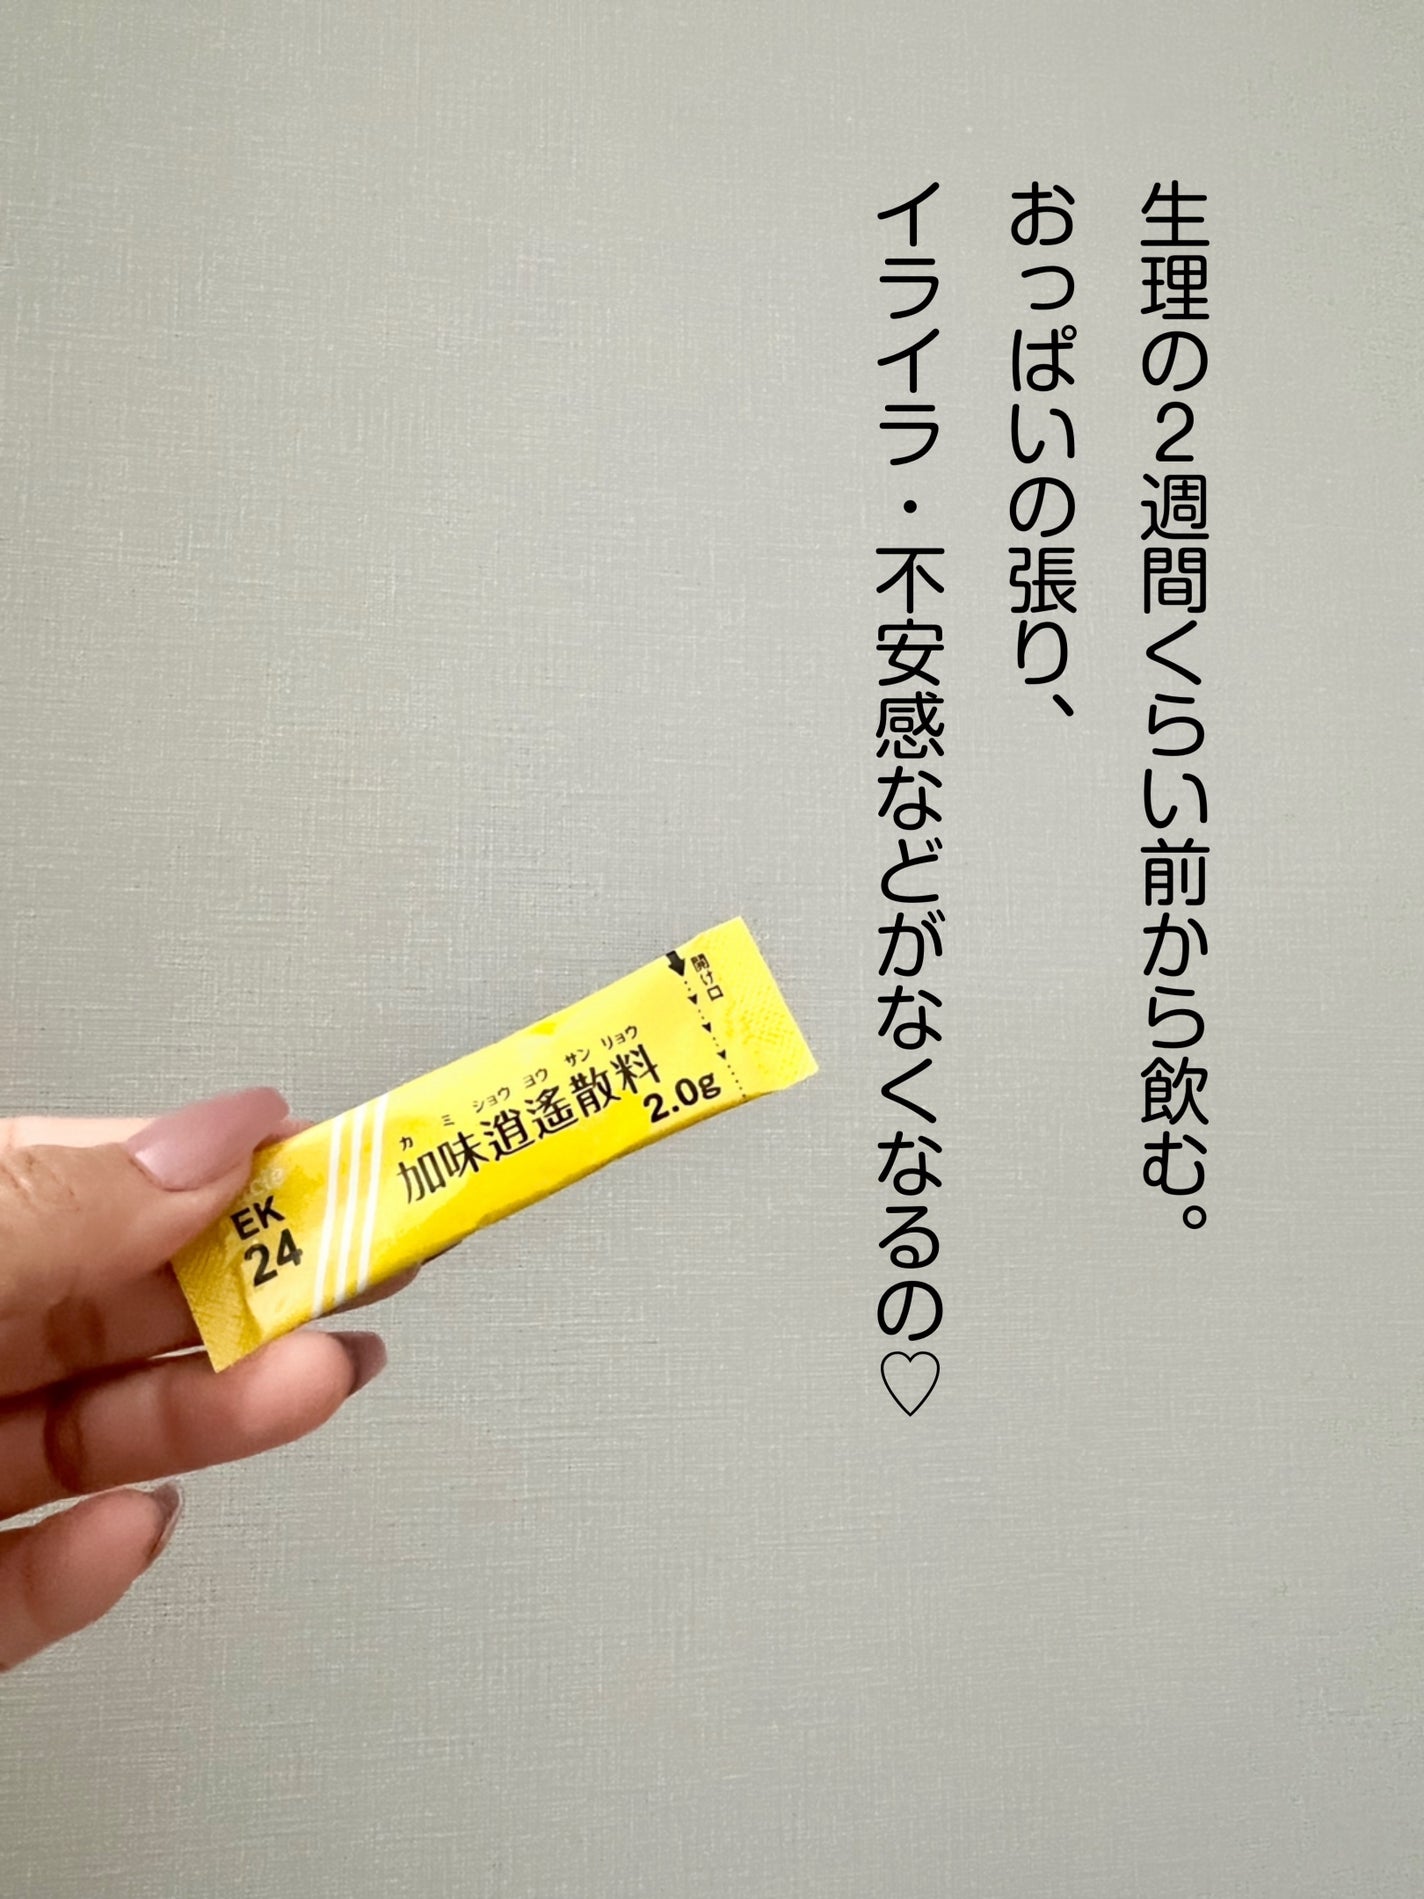 生理の2週間くらい前から飲む。
おっぱいの張り、
イライラ・不安感などがなくなるの♡
開け口
カ ミ ショウ ヨウ サン リョウ
加味逍遙散料
2.0g
EK
24